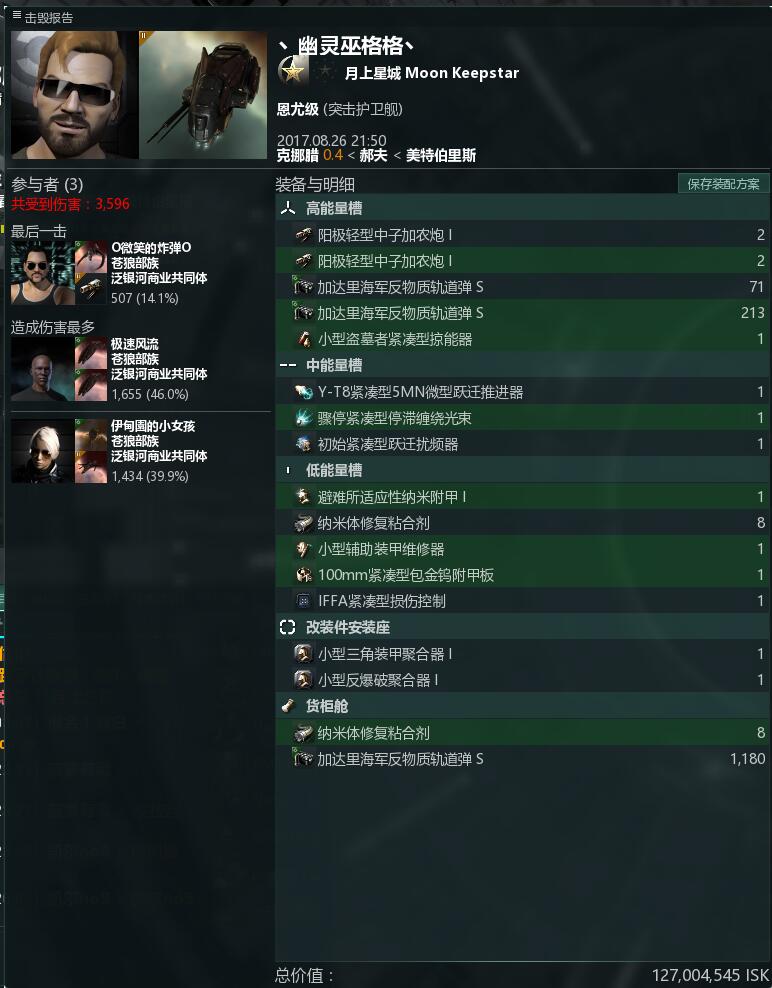 击毁报告
丶 幽灵巫格格丶
月上星城 Moon Keepstar
恩尤级 (突击护卫舰)
2017.08.26 21:50
克挪腊 0.4 < 郝夫 < 美特伯里斯
参与者 (3)
共受到伤害：3,596
最后一击
O微笑的炸弹O
苍狼部族
泛银河商业共同体
507 (14.1%)
造成伤害最多
极速风流
苍狼部族
泛银河商业共同体
1,655 (46.0%)
伊甸園的小女孩
苍狼部族
泛银河商业共同体
1,434 (39.9%)
装备与明细
保存装配方案
高能量槽
阳极轻型中子加农炮 I 2
阳极轻型中子加农炮 I 2
加达里海军反物质轨道弹 S 71
加达里海军反物质轨道弹 S 213
小型盗墓者紧凑型掠能器 1
中能量槽
Y-T8紧凑型5MN微型跃迁推进器 1
骤停紧凑型停滞缠绕光束 1
初始紧凑型跃迁扰频器 1
低能量槽
避难所适应性纳米附甲 I 1
纳米体修复粘合剂 8
小型辅助装甲维修器 1
100mm紧凑型包金钨附甲板 1
IFFA紧凑型损伤控制 1
改装件安装座
小型三角装甲聚合器 I 1
小型反爆破聚合器 I 1
货柜舱
纳米体修复粘合剂 8
加达里海军反物质轨道弹 S 1,180
总价值： 127,004,545 ISK